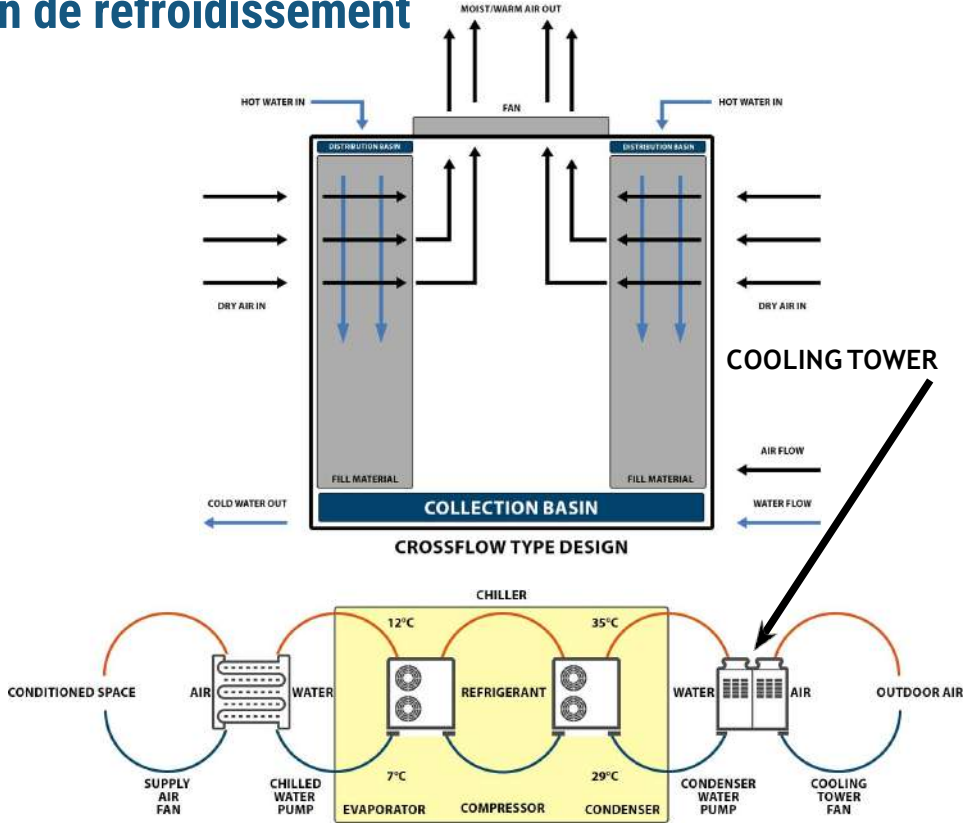 n de refroidissement
MOIST/WARM AIR OUT
HOT WATER IN
FAN
HOT WATER IN
DISTRIBUTION BASIN
DISTRIBUTION BASIN
DRY AIR IN
DRY AIR IN
COOLING TOWER
AIR FLOW
FILL MATERIAL
FILL MATERIAL
COLD WATER OUT
COLLECTION BASIN
WATER FLOW
CROSSFLOW TYPE DESIGN
CHILLER
12°C
35°C
CONDITIONED SPACE
AIR
WATER
REFRIGERANT
WATER
AIR
OUTDOOR AIR
7°C
29°C
SUPPLY
AIR
FAN
CHILLED
WATER
PUMP
EVAPORATOR
COMPRESSOR
CONDENSER
CONDENSER
WATER
PUMP
COOLING
TOWER
FAN